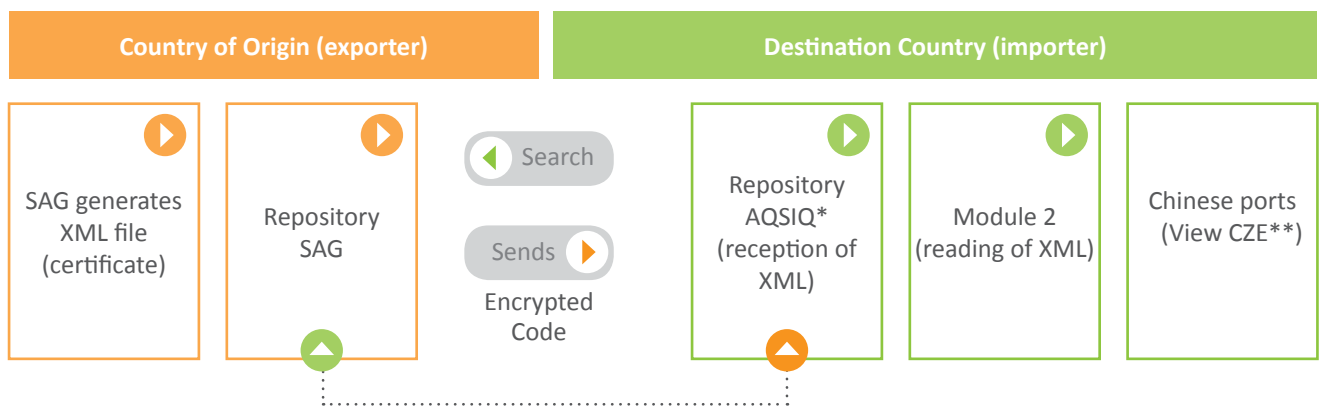 Country of Origin (exporter)
Destination Country (importer)
SAG generates
XML file
(certificate)
Repository
SAG
Search
Sends
Encrypted
Code
Repository
AQSIQ*
(reception of
XML)
Module 2
(reading of XML)
Chinese ports
(View CZE**)